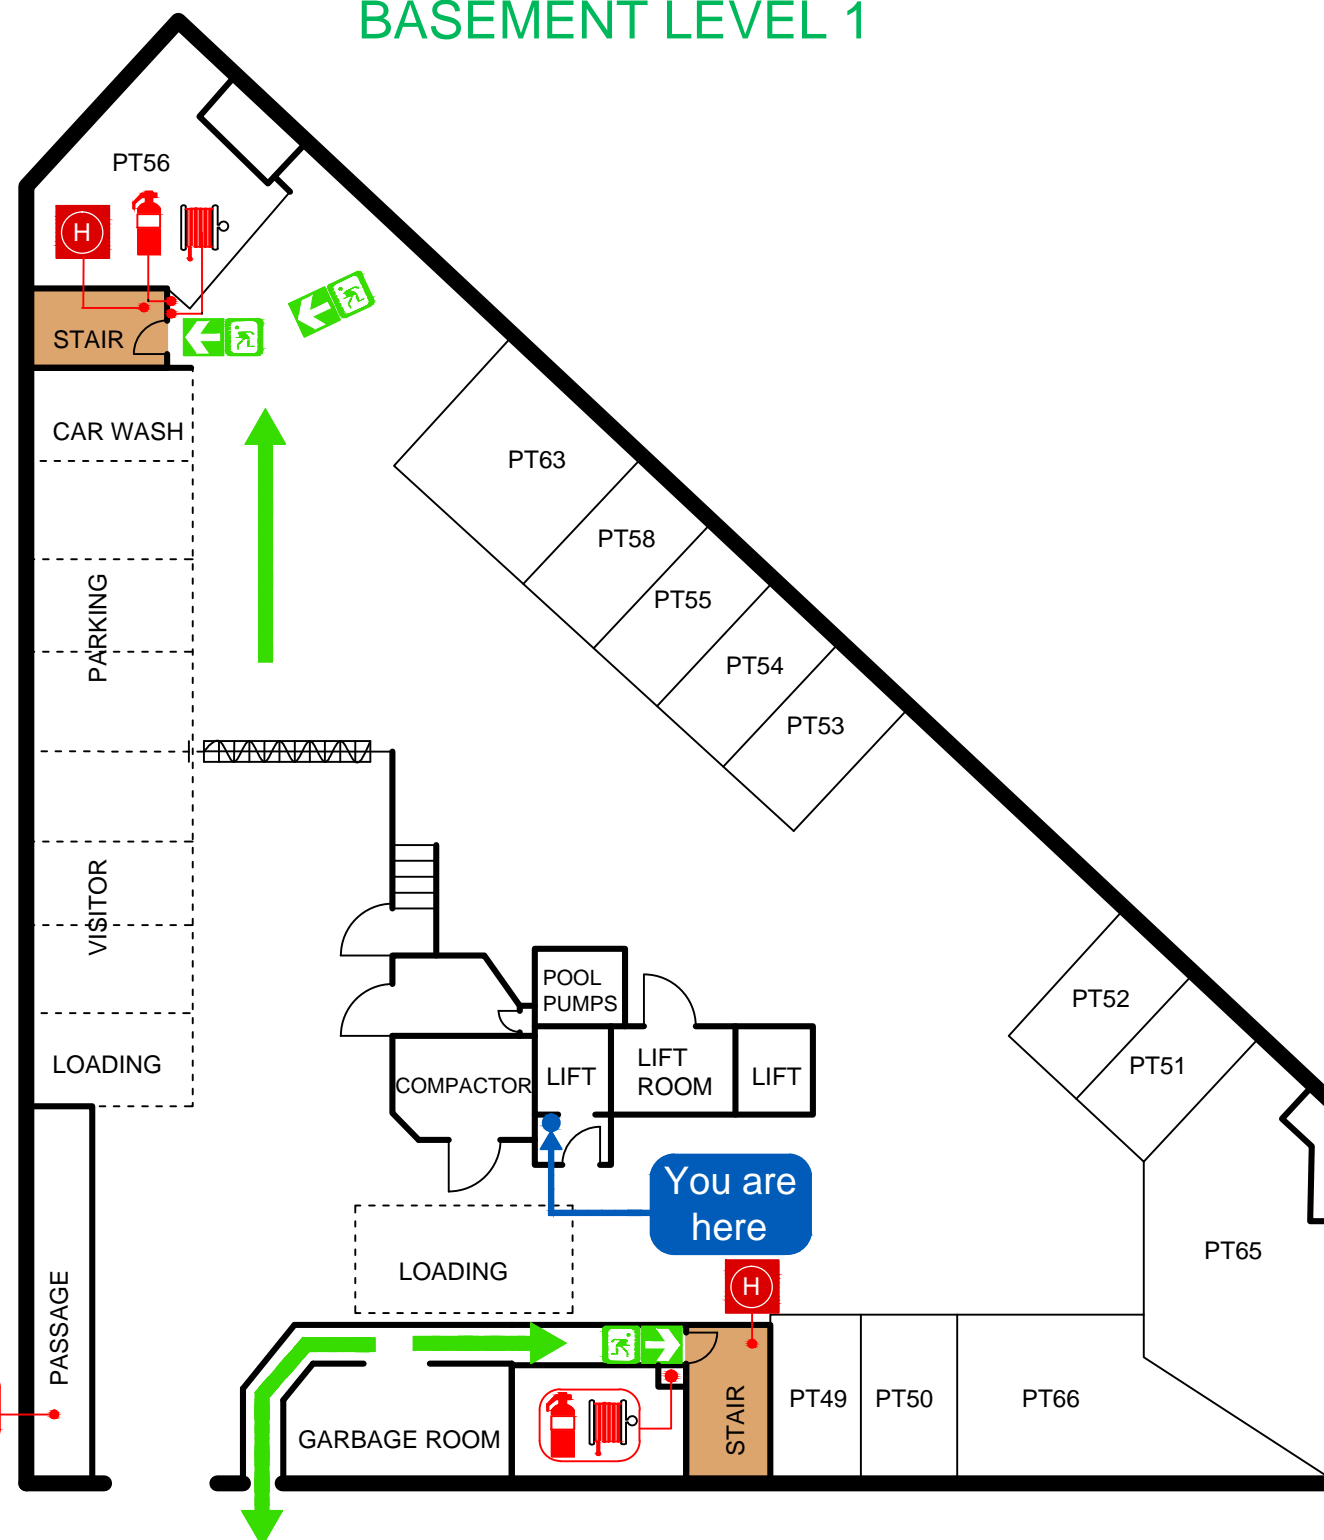 BASEMENT LEVEL 1
PT56
H
STAIR
CAR WASH
PT63
PT58
PT55
PT54
PT53
PARKING
VISITOR
LOADING
POOL
PUMPS
LIFT
LIFT
ROOM
LIFT
COMPACTOR
PT52
PT51
You are
here
LOADING
H
PT65
PASSAGE
GARBAGE ROOM
STAIR
PT49
PT50
PT66